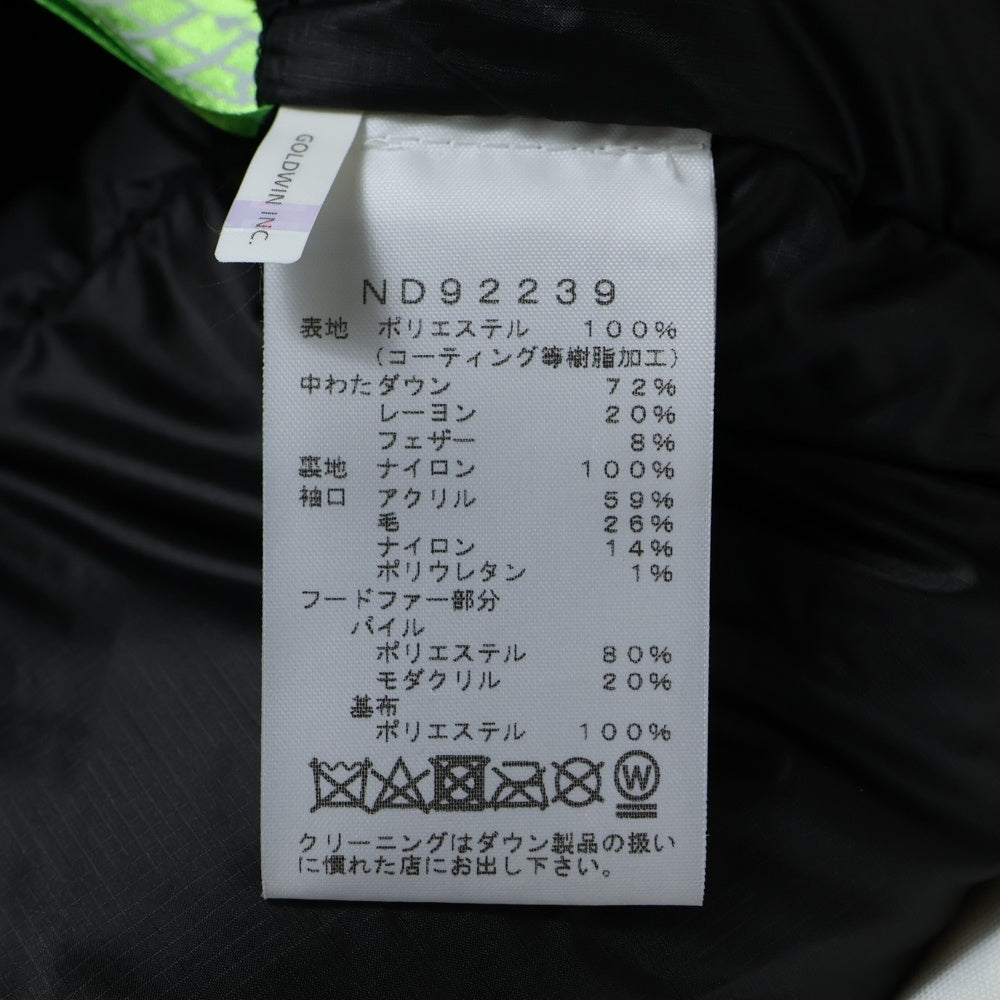 GOLDWIN INC.
ND92239
表地 ポリエステル 100%
(コーティング等樹脂加工)
中わたダウン 72%
レーヨン 20%
フェザー 8%
裏地 ナイロン 100%
袖口 アクリル 59%
毛 26%
ナイロン 14%
ポリウレタン 1%
フードファー部分
パイル
ポリエステル 80%
モダクリル 20%
基布
ポリエステル 100%
W
クリーニングはダウン製品の扱い
に慣れた店にお出し下さい。